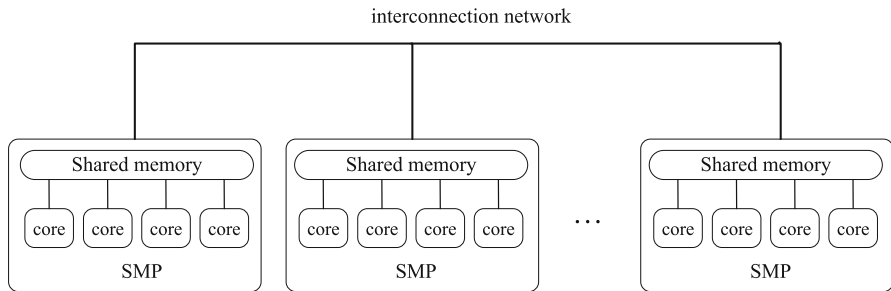 interconnection network
Shared memory Shared memory Shared memory
core core core core core core core core ... core core core core
SMP SMP SMP